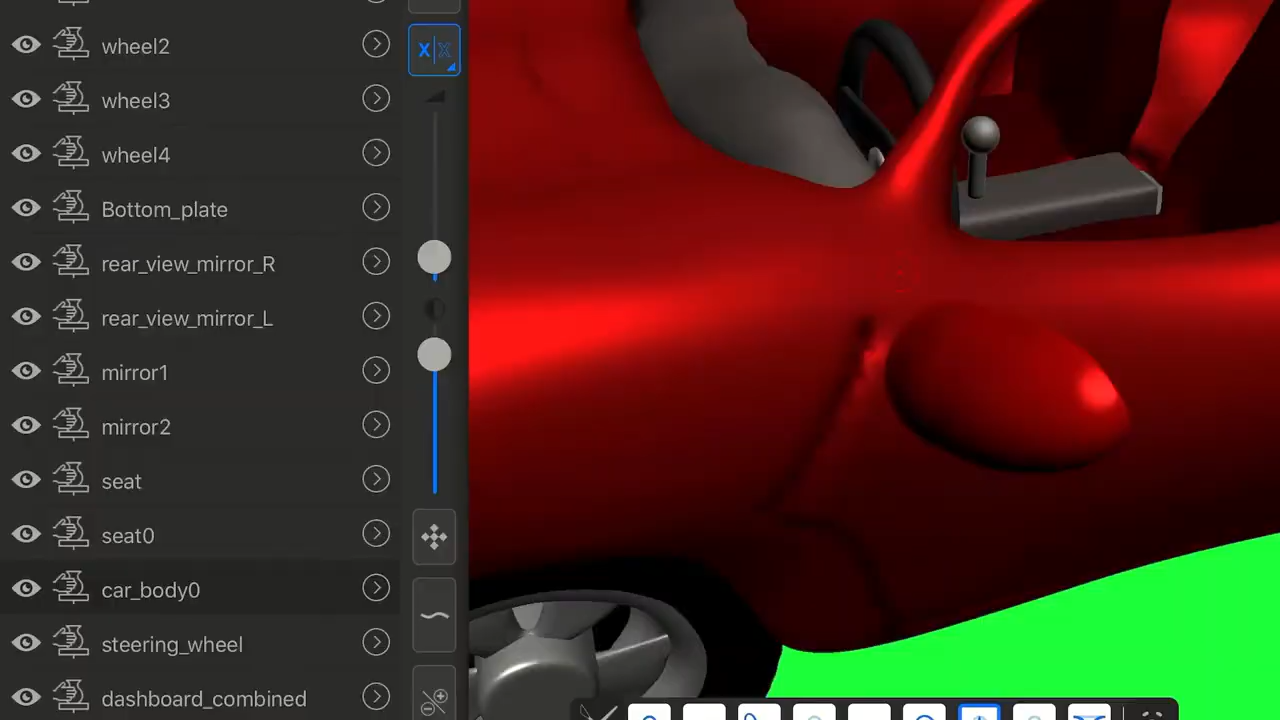 wheel2
X|X
wheel3
wheel4
Bottom_plate
rear_view_mirror_R
rear_view_mirror_L
mirror1
mirror2
seat
seat0
car_body0
steering_wheel
dashboard_combined